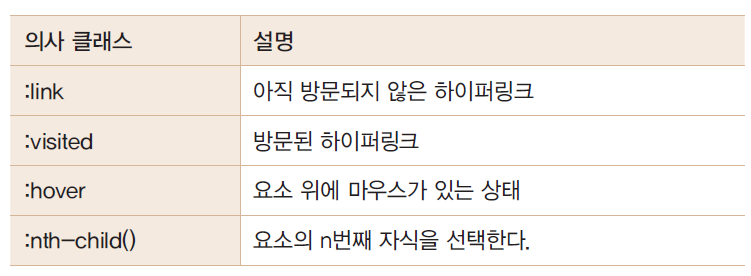 의사 클래스 설명
:link 아직 방문되지 않은 하이퍼링크
:visited 방문된 하이퍼링크
:hover 요소 위에 마우스가 있는 상태
:nth-child() 요소의 n번째 자식을 선택한다.